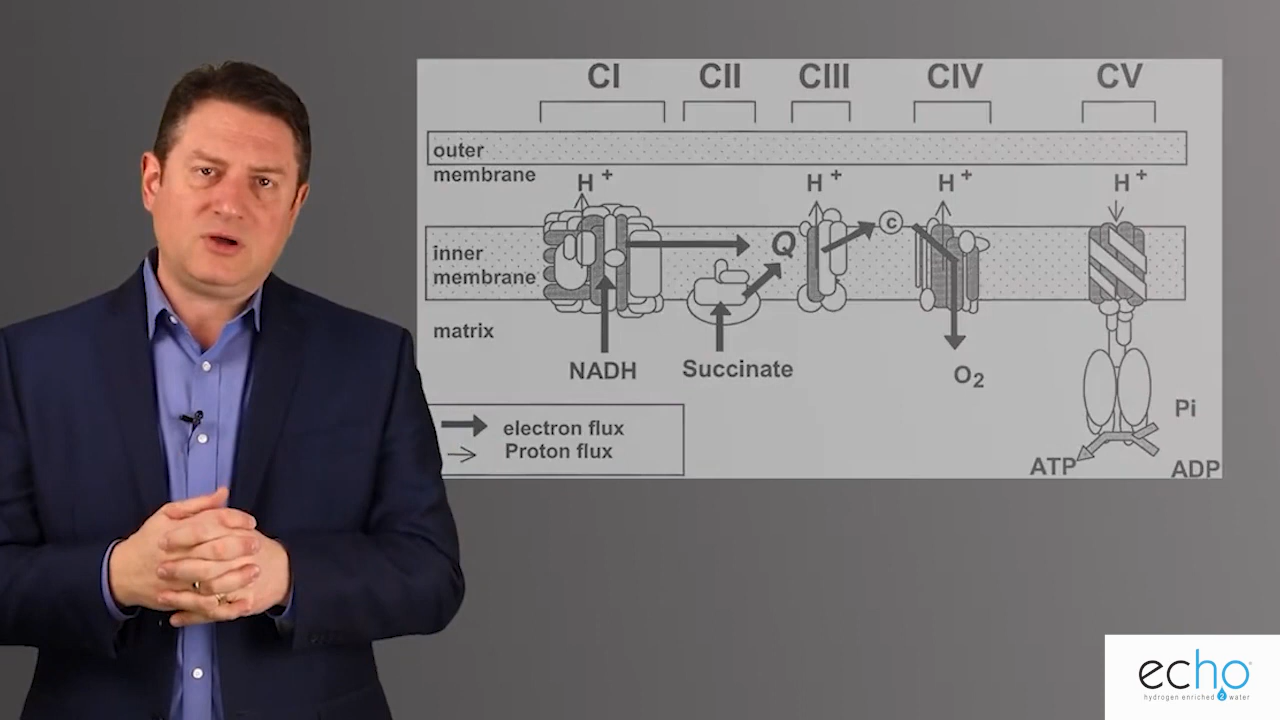 CI CII CIII CIV CV
outer
membrane
H+ H+ H+ H+
Q c
inner
membrane
matrix
NADH Succinate O2
electron flux
Proton flux
Pi
ATP ADP
echo
hydrogen enriched 2 water